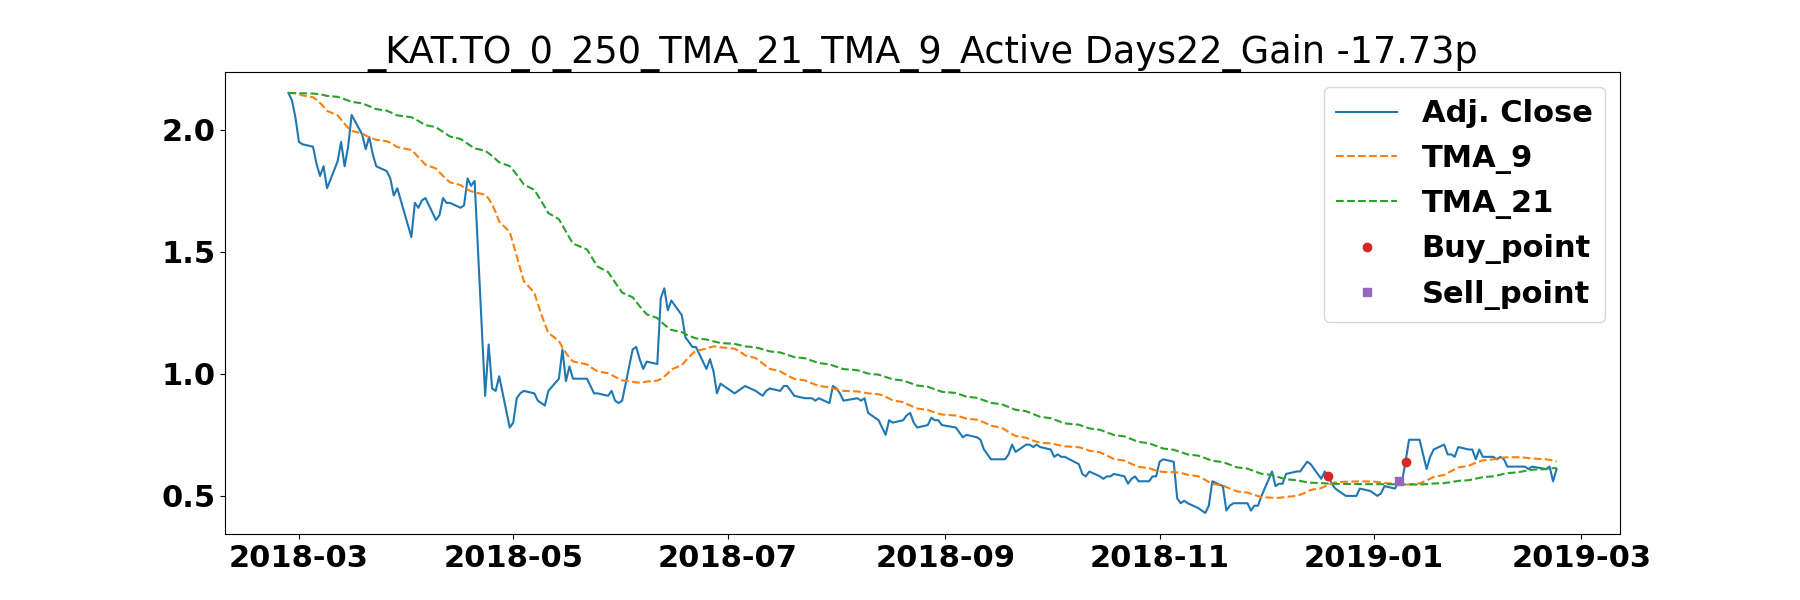 _KAT.TO_0_250_TMA_21_TMA_9_Active Days22_Gain -17.73p
Adj. Close
TMA_9
TMA_21
Buy_point
Sell_point
2.0
1.5
1.0
0.5
2018-03 2018-05 2018-07 2018-09 2018-11 2019-01 2019-03